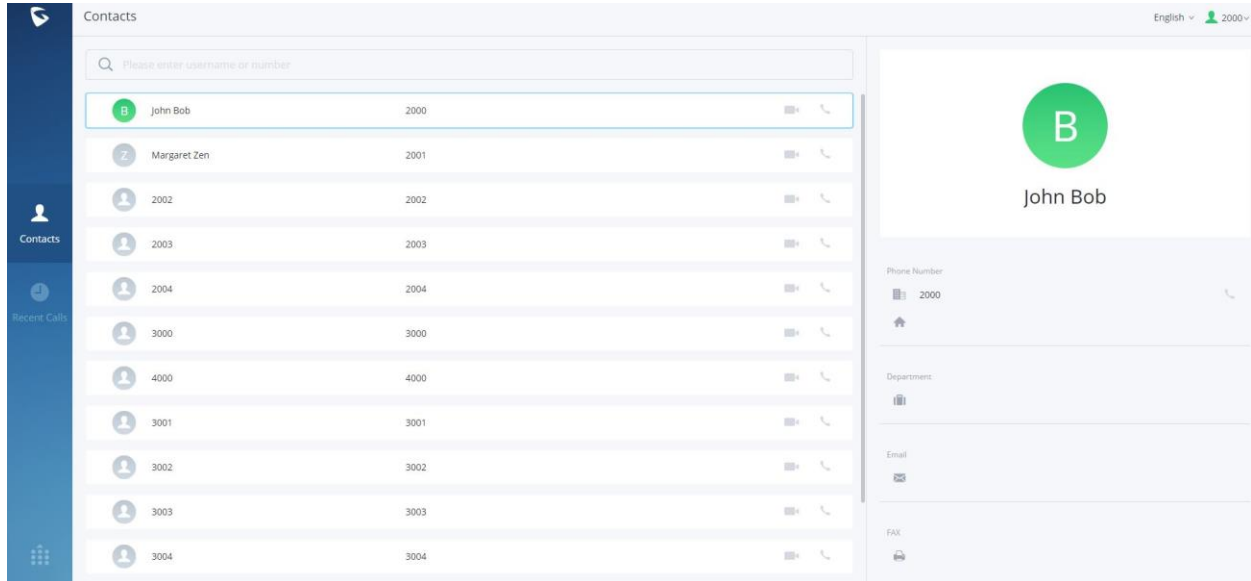 Contacts
English 2000
Please enter username or number
B John Bob 2000
Z Margaret Zen 2001
2002 2002
2003 2003
2004 2004
3000 3000
4000 4000
3001 3001
3002 3002
3003 3003
3004 3004
Contacts
Recent Calls
B
John Bob
Phone Number
2000
Department
Email
FAX